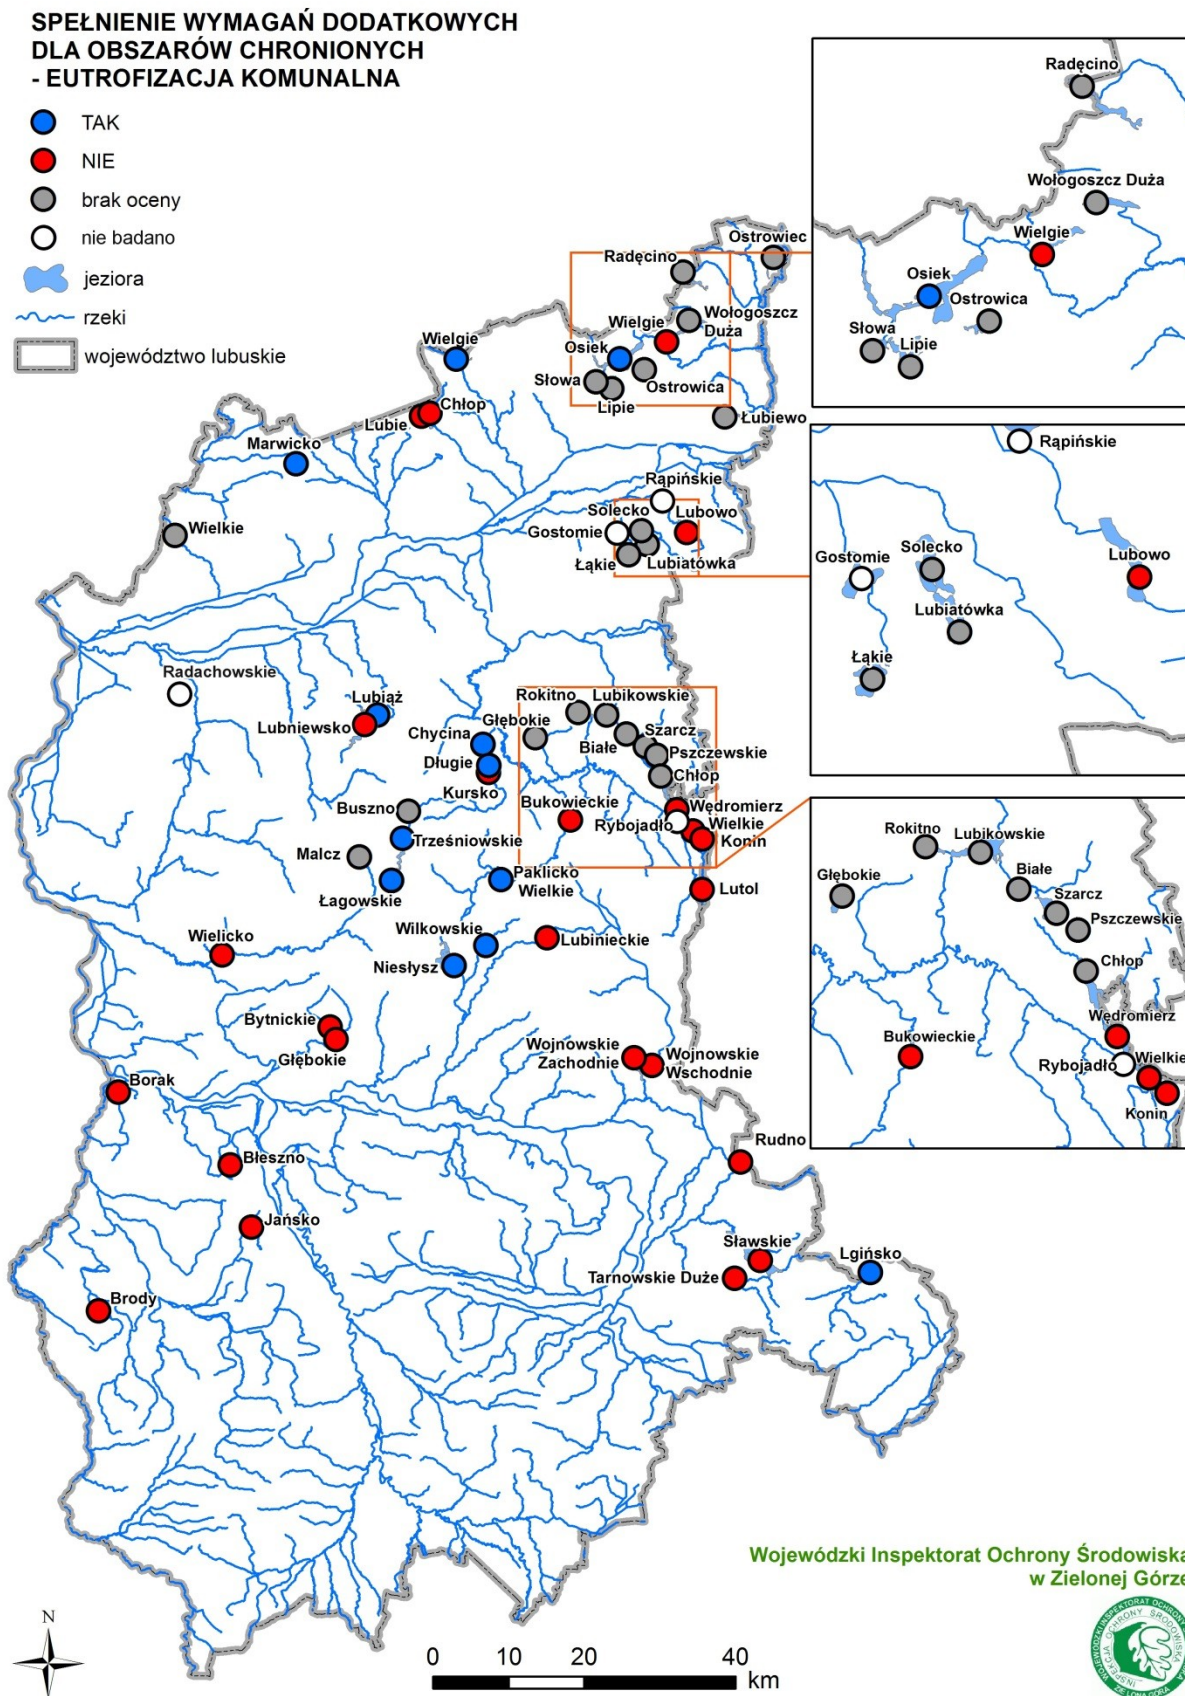 SPEŁNIENIE WYMAGAŃ DODATKOWYCH
DLA OBSZARÓW CHRONIONYCH
- EUTROFIZACJA KOMUNALNA
TAK
NIE
brak oceny
nie badano
jeziora
rzeki
województwo lubuskie
Ostrowiec
Radęcino
Wołogoszcz
Duża
Wielgie
Osiek
Ostrowica
Słowa
Lipie
Łubiewo
Wielgie
Chłop
Lubie
Marwicko
Wielkie
Rąpińskie
Solecko
Lubowo
Gostomie
Łąkie
Lubiatówka
Radachowskie
Lubiąż
Lubniewsko
Rokitno
Lubikowskie
Głębokie
Chycina
Szarcz
Białe
Pszczewskie
Długie
Chłop
Kursko
Buszno
Bukowieckie
Wędromierz
Rybojadło
Wielkie
Konin
Trześniowskie
Malcz
Łagowskie
Paklicko
Wielkie
Lutol
Wielicko
Wilkowskie
Lubinieckie
Niesłysz
Bytnickie
Głębokie
Wojnowskie
Zachodnie
Wojnowskie
Wschodnie
Borak
Błeszno
Rudno
Jańsko
Sławskie
Lgińsko
Tarnowskie Duże
Brody
Radęcino
Wołogoszcz Duża
Wielgie
Osiek
Ostrowica
Słowa
Lipie
Rąpińskie
Solecko
Gostomie
Lubowo
Lubiatówka
Łąkie
Rokitno
Lubikowskie
Głębokie
Białe
Szarcz
Pszczewskie
Chłop
Wędromierz
Bukowieckie
Rybojadło
Wielkie
Konin
Wojewódzki Inspektorat Ochrony Środowiska
w Zielonej Górze
N
0 10 20 40
km